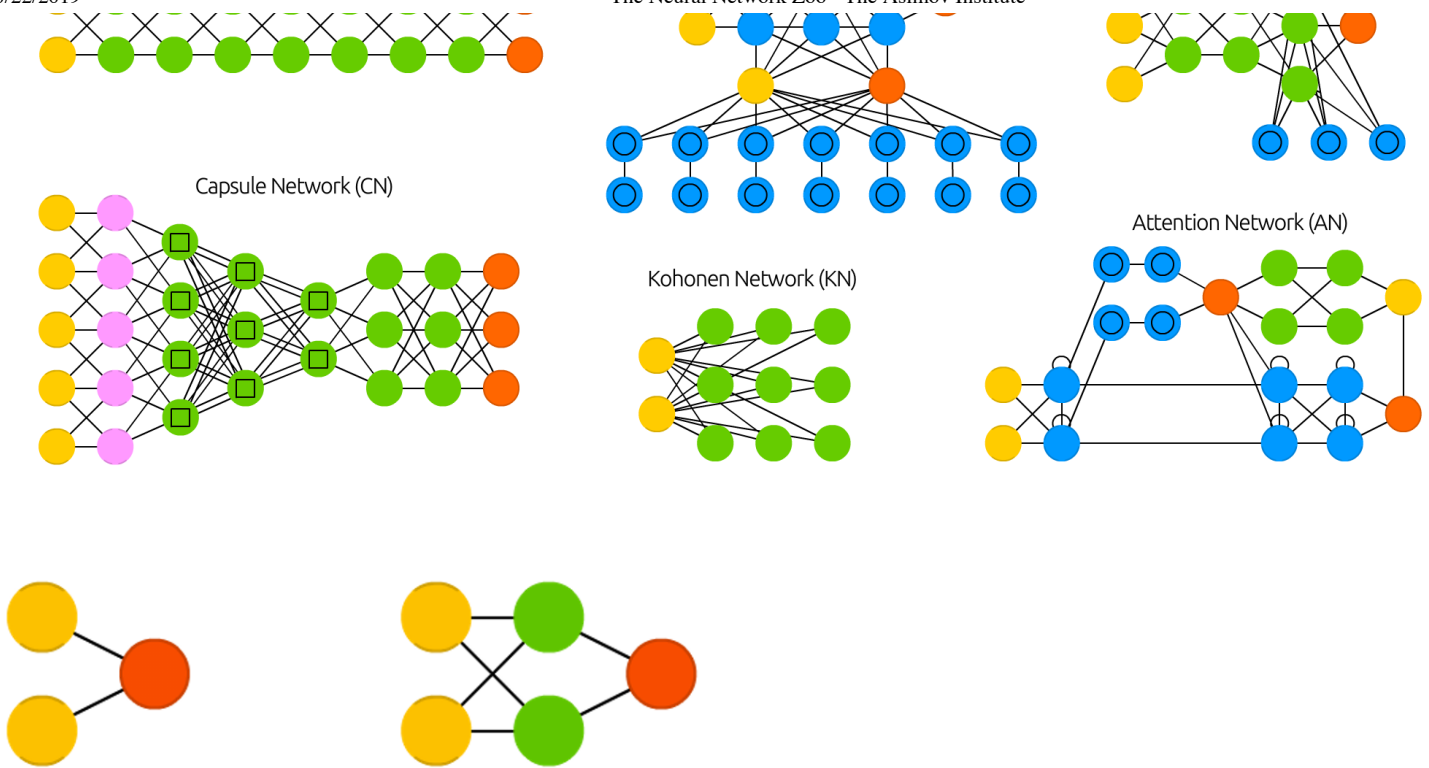 The Neural Network Zoo - The Asimov Institute
Capsule Network (CN)
Attention Network (AN)
Kohonen Network (KN)